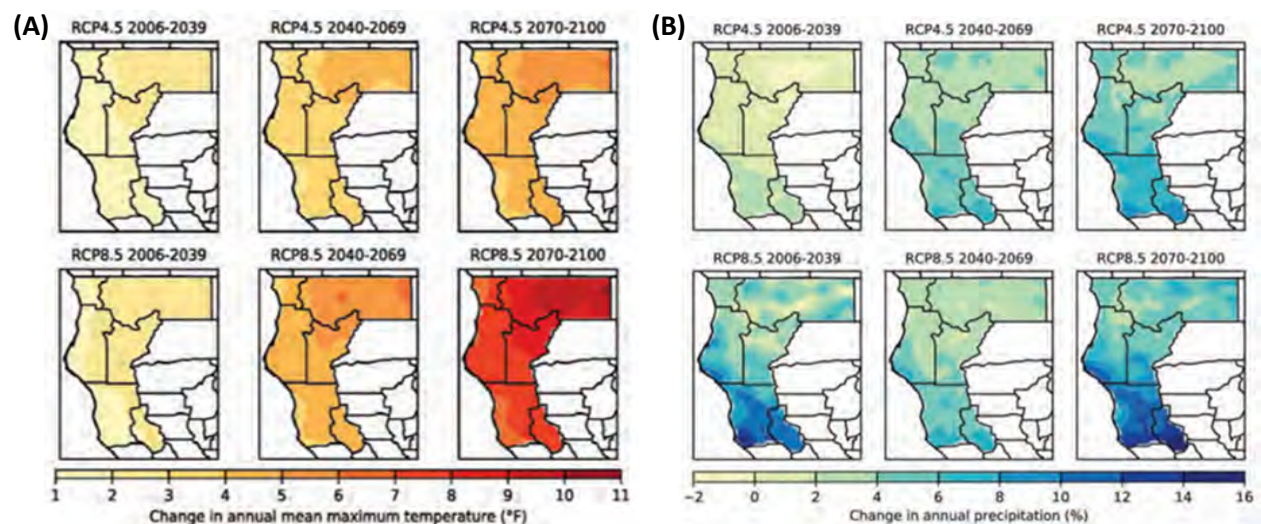 (A)
RCP4.5 2006-2039 RCP4.5 2040-2069 RCP4.5 2070-2100
RCP8.5 2006-2039 RCP8.5 2040-2069 RCP8.5 2070-2100
1 2 3 4 5 6 7 8 9 10 11
Change in annual mean maximum temperature (°F)
(B)
RCP4.5 2006-2039 RCP4.5 2040-2069 RCP4.5 2070-2100
RCP8.5 2006-2039 RCP8.5 2040-2069 RCP8.5 2070-2100
−2 0 2 4 6 8 10 12 14 16
Change in annual precipitation (%)